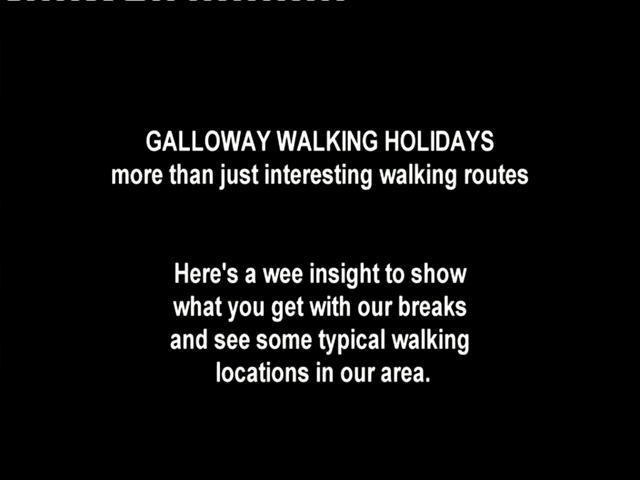 GALLOWAY WALKING HOLIDAYS
more than just interesting walking routes
Here's a wee insight to show
what you get with our breaks
and see some typical walking
locations in our area.